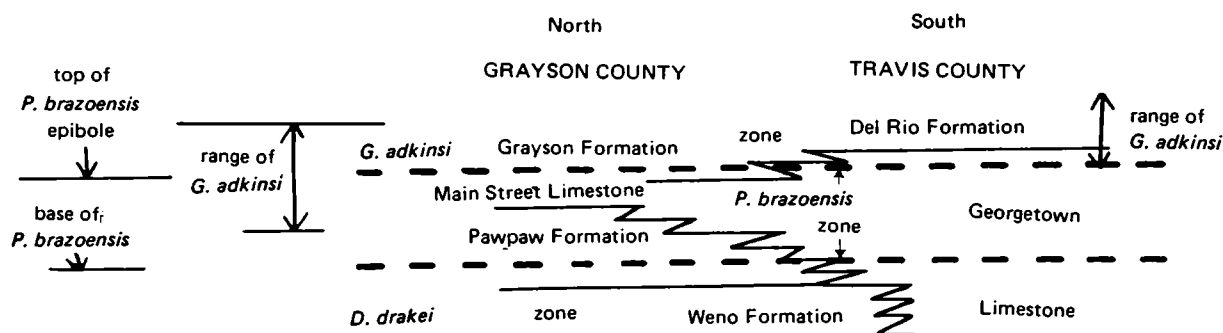 North
South
GRAYSON COUNTY
TRAVIS COUNTY
top of
P. brazoensis
epibole
range of
G. adkinsi
G. adkinsi
Grayson Formation
zone
Del Rio Formation
range of
G. adkinsi
Main Street Limestone
P. brazoensis
base of
P. brazoensis
Pawpaw Formation
zone
Georgetown
D. drakei
zone
Weno Formation
Limestone